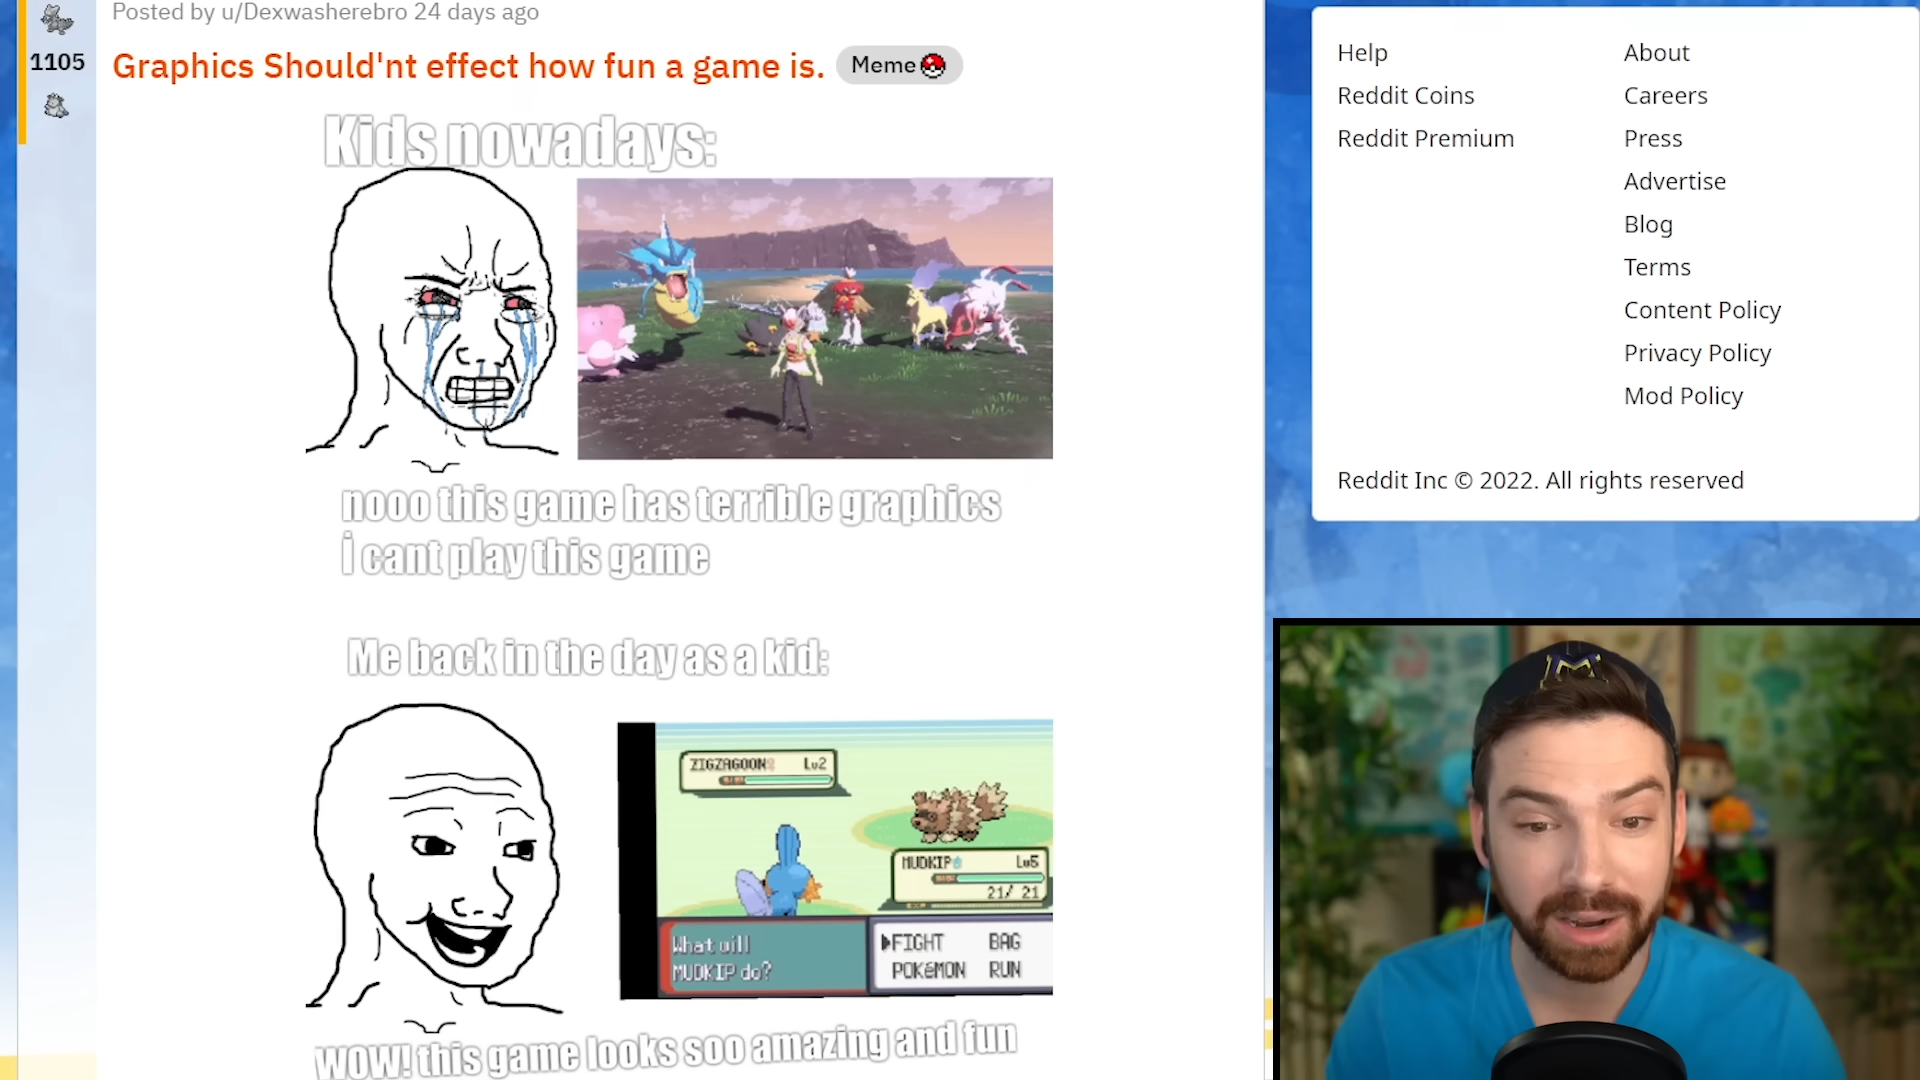 Posted by u/Dexwasherebro 24 days ago
1105
Graphics Should'nt effect how fun a game is.
Meme
Kids nowadays:
nooo this game has terrible graphics
i cant play this game
Me back in the day as a kid:
ZIGZAGOON♀ Lv2
MUDKIP♂ Lv5
21/ 21
What will
MUDKIP do?
▶FIGHT BAG
POKéMON RUN
WOW! this game looks soo amazing and fun
Help
Reddit Coins
Reddit Premium
About
Careers
Press
Advertise
Blog
Terms
Content Policy
Privacy Policy
Mod Policy
Reddit Inc © 2022. All rights reserved
M